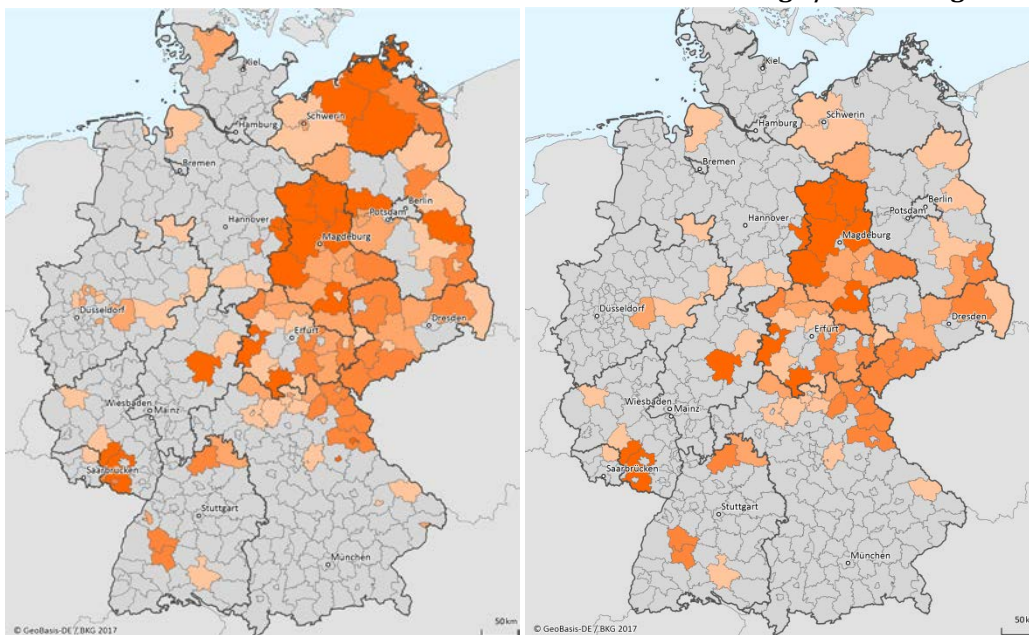 Kiel
Schwerin
Hamburg
Bremen
Berlin
Potsdam
Hannover
Magdeburg
Düsseldorf
Erfurt
Dresden
Wiesbaden
Mainz
Saarbrücken
Stuttgart
München
© GeoBasis-DE / BKG 2017
50 km
Kiel
Schwerin
Hamburg
Bremen
Berlin
Potsdam
Hannover
Magdeburg
Düsseldorf
Erfurt
Dresden
Wiesbaden
Mainz
Saarbrücken
Stuttgart
München
© GeoBasis-DE / BKG 2017
50